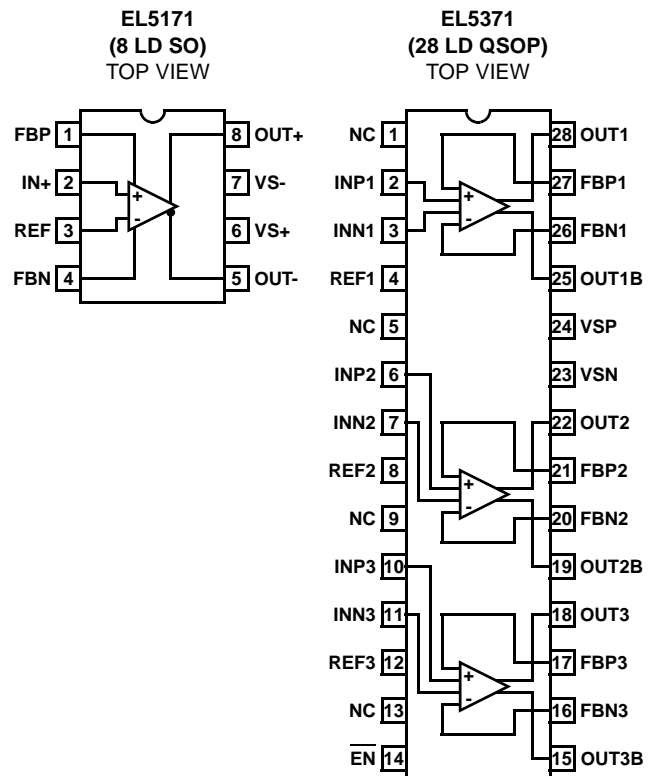 EL5171
(8 LD SO)
TOP VIEW
FBP 1
8 OUT+
IN+ 2
7 VS-
REF 3
6 VS+
FBN 4
5 OUT-
+
-
EL5371
(28 LD QSOP)
TOP VIEW
NC 1
28 OUT1
INP1 2
27 FBP1
INN1 3
26 FBN1
REF1 4
25 OUT1B
NC 5
24 VSP
INP2 6
23 VSN
INN2 7
22 OUT2
REF2 8
21 FBP2
NC 9
20 FBN2
INP3 10
19 OUT2B
INN3 11
18 OUT3
REF3 12
17 FBP3
NC 13
16 FBN3
EN 14
15 OUT3B
+
-
+
-
+
-